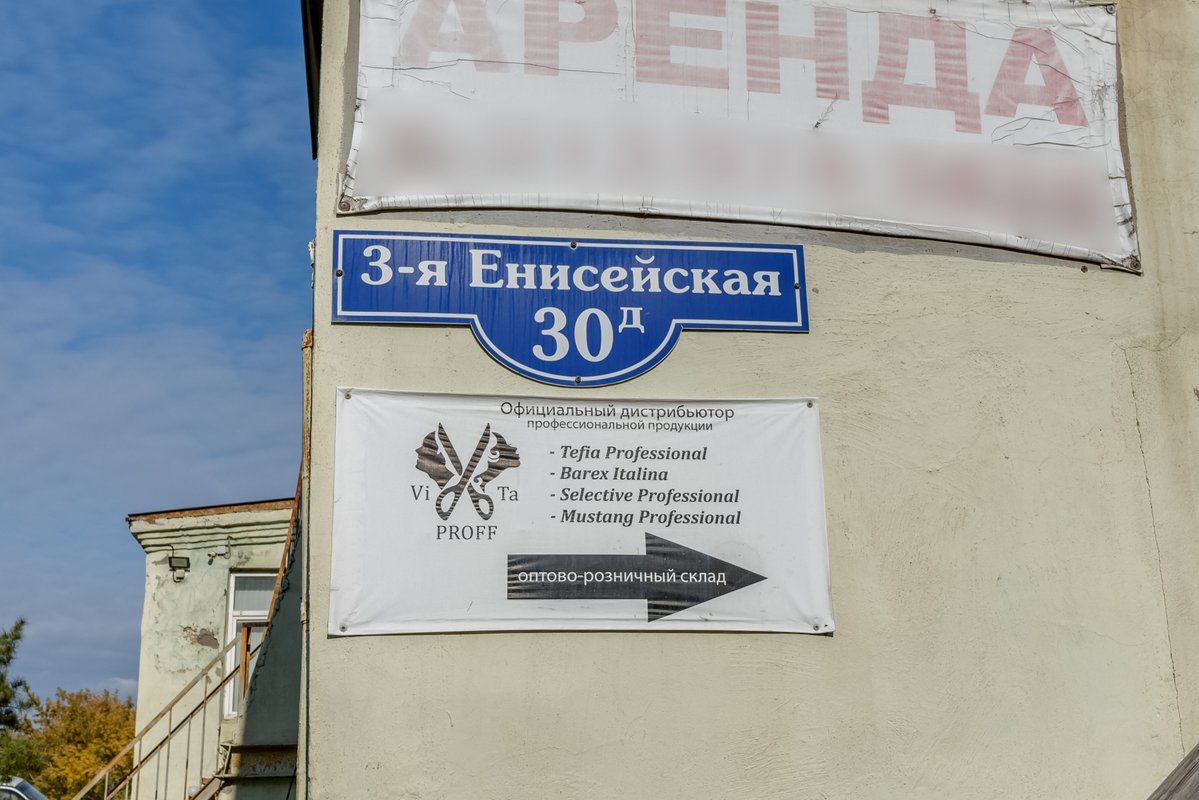 АРЕНДА
3-я Енисейская
30д
Официальный дистрибьютор
профессиональной продукции
- Tefia Professional
- Barex Italina
- Selective Professional
- Mustang Professional
Vi Ta
PROFF
оптово-розничный склад